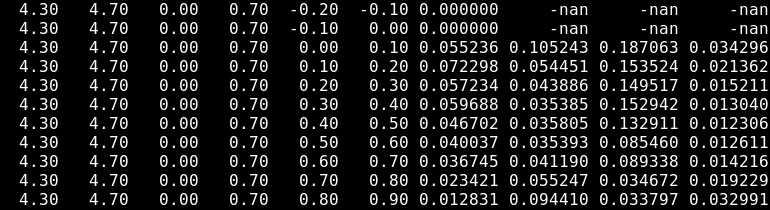 4.30 4.70 0.00 0.70 -0.20 -0.10 0.000000 -nan -nan -nan
4.30 4.70 0.00 0.70 -0.10 0.00 0.000000 -nan -nan -nan
4.30 4.70 0.00 0.70 0.00 0.10 0.055236 0.105243 0.187063 0.034296
4.30 4.70 0.00 0.70 0.10 0.20 0.072298 0.054451 0.153524 0.021362
4.30 4.70 0.00 0.70 0.20 0.30 0.057234 0.043886 0.149517 0.015211
4.30 4.70 0.00 0.70 0.30 0.40 0.059688 0.035385 0.152942 0.013040
4.30 4.70 0.00 0.70 0.40 0.50 0.046702 0.035805 0.132911 0.012306
4.30 4.70 0.00 0.70 0.50 0.60 0.040037 0.035393 0.085460 0.012611
4.30 4.70 0.00 0.70 0.60 0.70 0.036745 0.041190 0.089338 0.014216
4.30 4.70 0.00 0.70 0.70 0.80 0.023421 0.055247 0.034672 0.019229
4.30 4.70 0.00 0.70 0.80 0.90 0.012831 0.094410 0.033797 0.032991